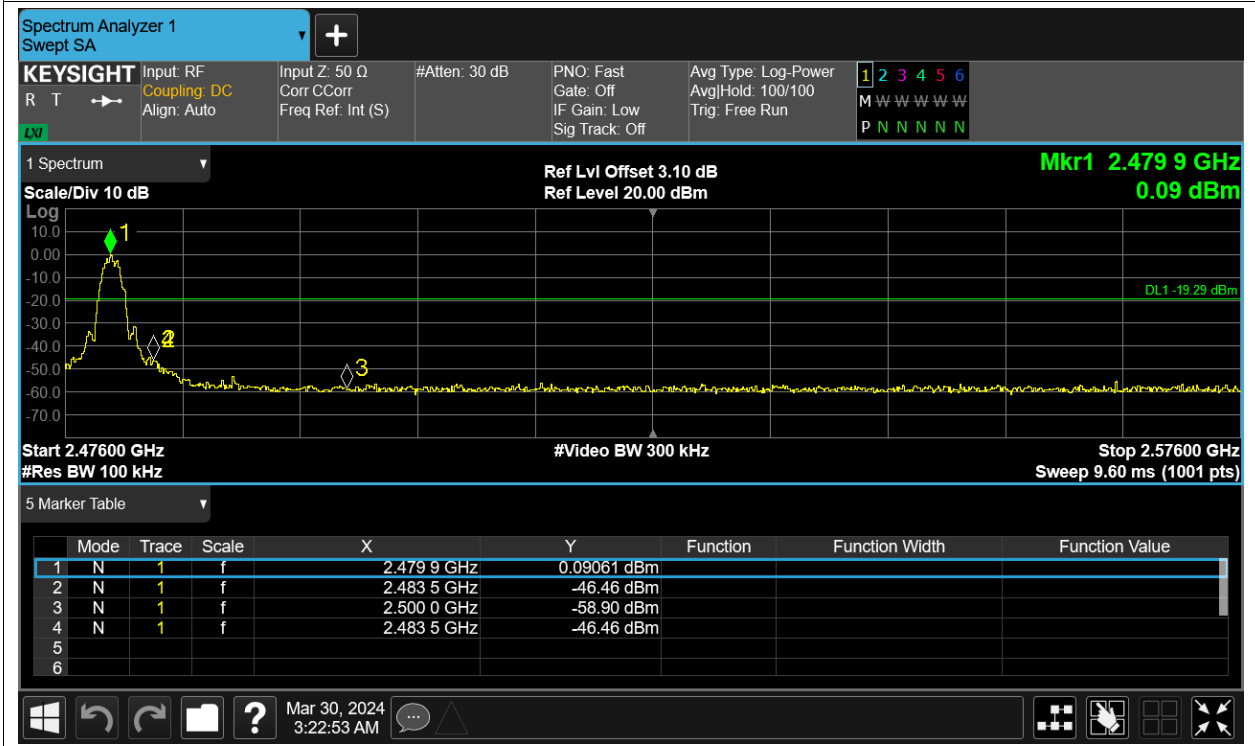 Spectrum Analyzer 1
Swept SA
KEYSIGHT
R T
LXI
Input: RF
Coupling: DC
Align: Auto
Input Z: 50 Ω
Corr CCorr
Freq Ref: Int (S)
#Atten: 30 dB
PNO: Fast
Gate: Off
IF Gain: Low
Sig Track: Off
Avg Type: Log-Power
Avg|Hold: 100/100
Trig: Free Run
1 2 3 4 5 6
M W W W W W
P N N N N N
1 Spectrum
Scale/Div 10 dB
Ref Lvl Offset 3.10 dB
Ref Level 20.00 dBm
Mkr1 2.479 9 GHz
0.09 dBm
Log
10.0
0.00
-10.0
-20.0
-30.0
-40.0
-50.0
-60.0
-70.0
1
3
DL1 -19.29 dBm
Start 2.47600 GHz
#Video BW 300 kHz
Stop 2.57600 GHz
#Res BW 100 kHz
Sweep 9.60 ms (1001 pts)
5 Marker Table
Mode Trace Scale X Y Function Function Width Function Value
1 N 1 f 2.479 9 GHz 0.09061 dBm
2 N 1 f 2.483 5 GHz -46.46 dBm
3 N 1 f 2.500 0 GHz -58.90 dBm
4 N 1 f 2.483 5 GHz -46.46 dBm
5
6
?
Mar 30, 2024
3:22:53 AM